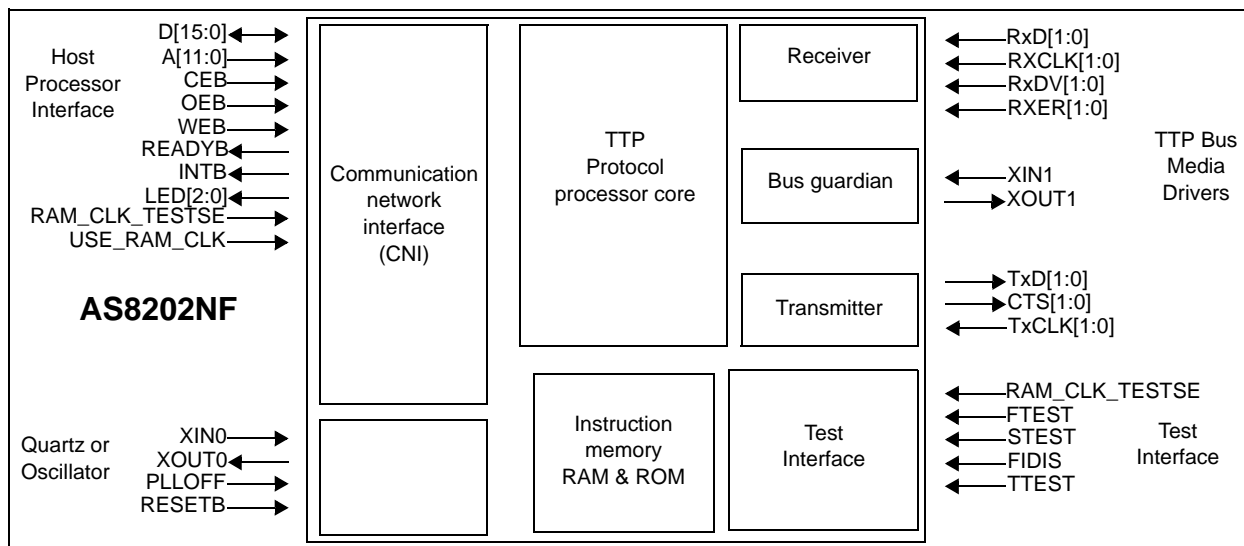 Host
Processor
Interface
D[15:0]
A[11:0]
CEB
OEB
WEB
READYB
INTB
LED[2:0]
RAM_CLK_TESTSE
USE_RAM_CLK
AS8202NF
Quartz or
Oscillator
XIN0
XOUT0
PLLOFF
RESETB
Communication
network
interface
(CNI)
TTP
Protocol
processor core
Receiver
Bus guardian
Transmitter
Instruction
memory
RAM & ROM
Test
Interface
RxD[1:0]
RXCLK[1:0]
RxDV[1:0]
RXER[1:0]
XIN1
XOUT1
TTP Bus
Media
Drivers
TxD[1:0]
CTS[1:0]
TxCLK[1:0]
RAM_CLK_TESTSE
FTEST
STEST
FIDIS
TTEST
Test
Interface